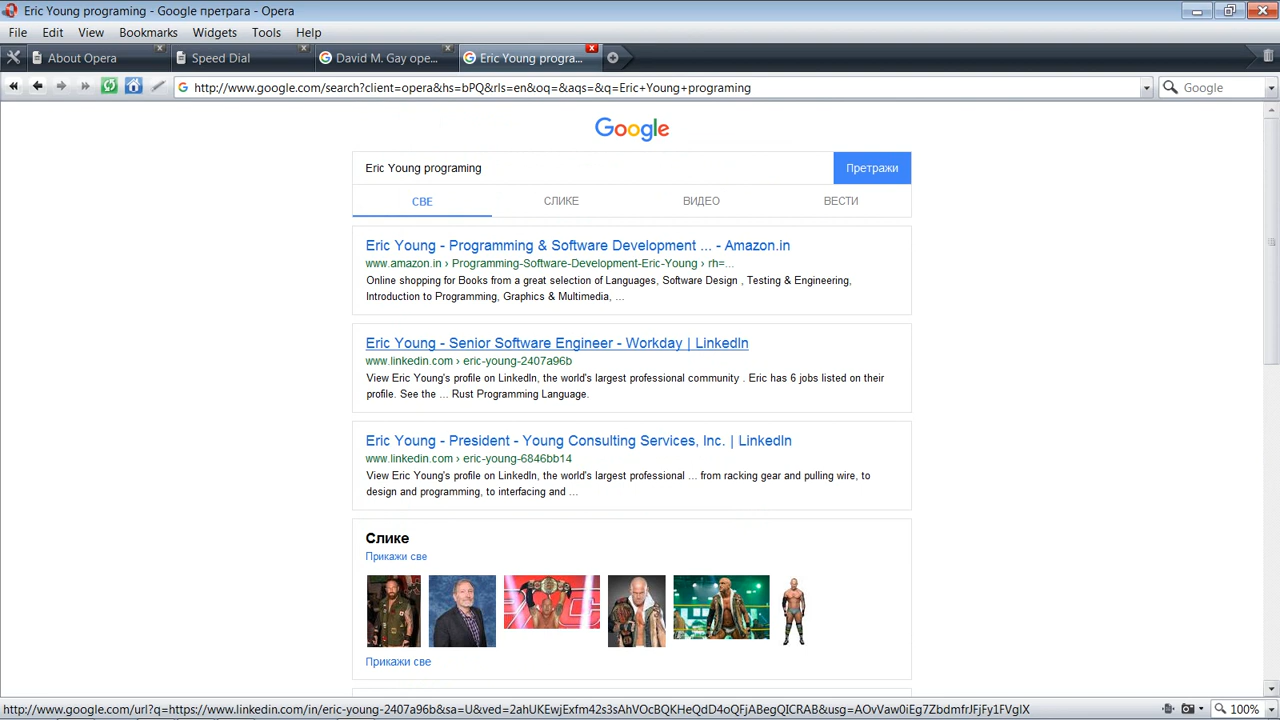 Eric Young programing - Google претрага - Opera
File Edit View Bookmarks Widgets Tools Help
About Opera Speed Dial David M. Gay ope... Eric Young progra...
http://www.google.com/search?client=opera&hs=bPQ&rls=en&oq=&aqs=&q=Eric+Young+programing Google
Google
Eric Young programing Претражи
СВЕ СЛИКЕ ВИДЕО ВЕСТИ
Eric Young - Programming & Software Development ... - Amazon.in
www.amazon.in › Programming-Software-Development-Eric-Young › rh=...
Online shopping for Books from a great selection of Languages, Software Design , Testing & Engineering,
Introduction to Programming, Graphics & Multimedia, ...
Eric Young - Senior Software Engineer - Workday | LinkedIn
www.linkedin.com › eric-young-2407a96b
View Eric Young's profile on LinkedIn, the world's largest professional community . Eric has 6 jobs listed on their
profile. See the ... Rust Programming Language.
Eric Young - President - Young Consulting Services, Inc. | LinkedIn
www.linkedin.com › eric-young-6846bb14
View Eric Young's profile on LinkedIn, the world's largest professional ... from racking gear and pulling wire, to
design and programming, to interfacing and ...
Слике
Прикажи све
Прикажи све
http://www.google.com/url?q=https://www.linkedin.com/in/eric-young-2407a96b&sa=U&ved=2ahUKEwjExfm42s3sAhVOcBQKHeQdD4oQFjABegQICRAB&usg=AOvVaw0iEg7ZbdmfrJFjFy1FVgIX 100%